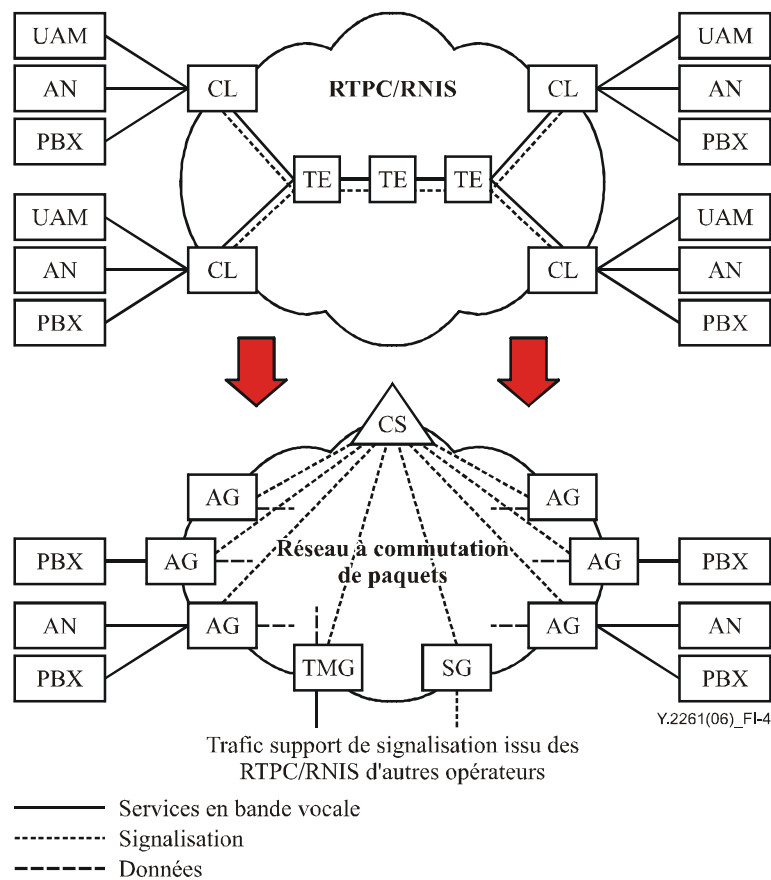 UAM
UAM
CL
RTPC/RNIS
CL
AN
AN
PBX
PBX
TE
TE
TE
UAM
UAM
AN
CL
CL
AN
PBX
PBX
CS
AG
AG
PBX
AG
Réseau à commutation
de paquets
AG
PBX
AN
AG
AG
AN
PBX
TMG
SG
PBX
Y.2261(06)_FI-4
Trafic support de signalisation issu des
RTPC/RNIS d'autres opérateurs
Services en bande vocale
Signalisation
Données